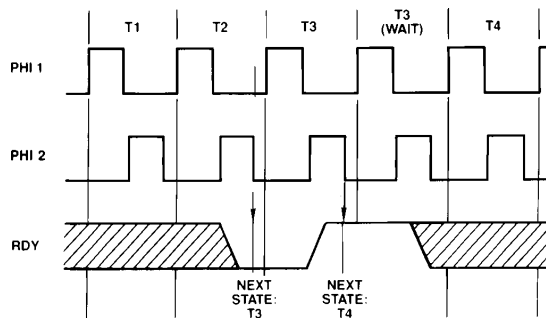 T1 T2 T3 T3 T4
(WAIT)
PHI 1
PHI 2
RDY
NEXT NEXT
STATE: STATE:
T3 T4